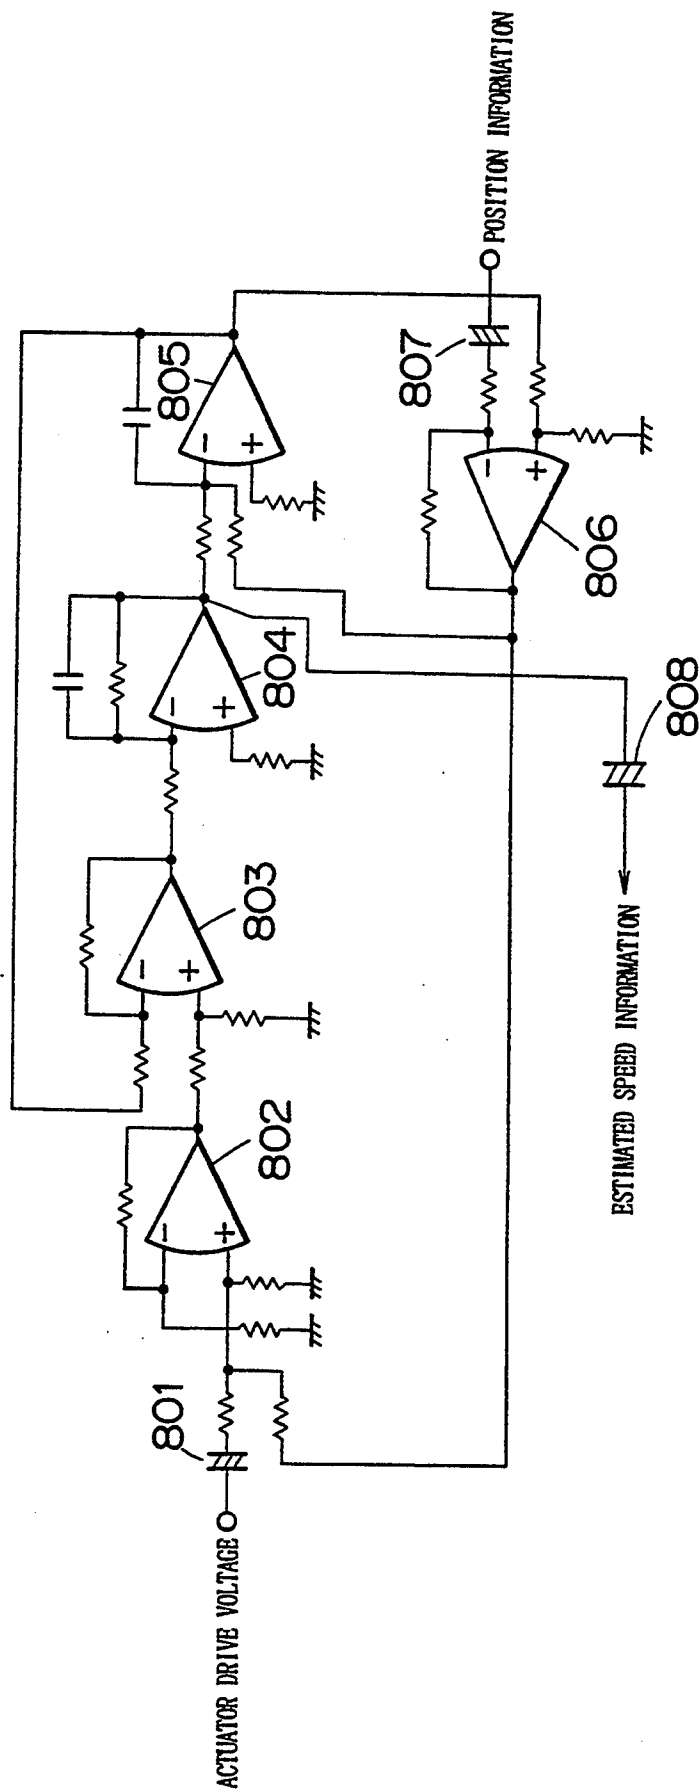 ACTUATOR DRIVE VOLTAGE
801
802
803
804
805
806
807
808
POSITION INFORMATION
ESTIMATED SPEED INFORMATION